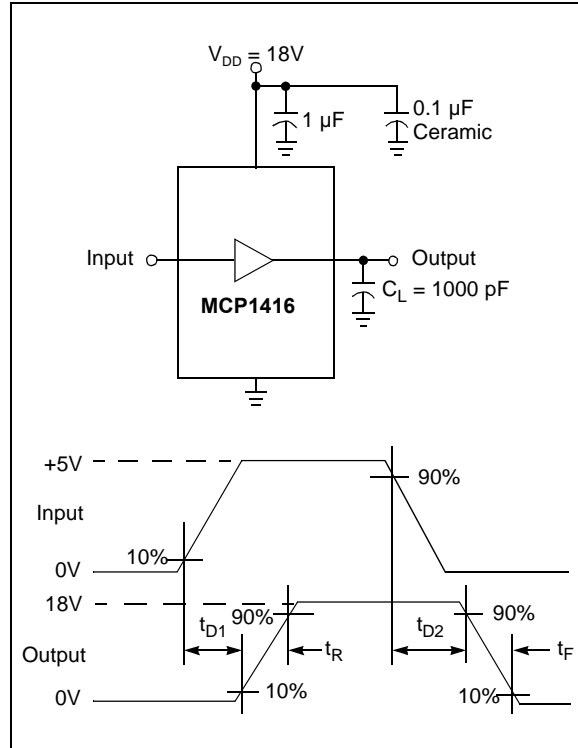 V_DD = 18V
1 µF
0.1 µF
Ceramic
Input
Output
C_L = 1000 pF
MCP1416
+5V
90%
Input
10%
0V
18V
90%
t_D1
t_R
t_D2
90%
t_F
Output
10%
10%
0V